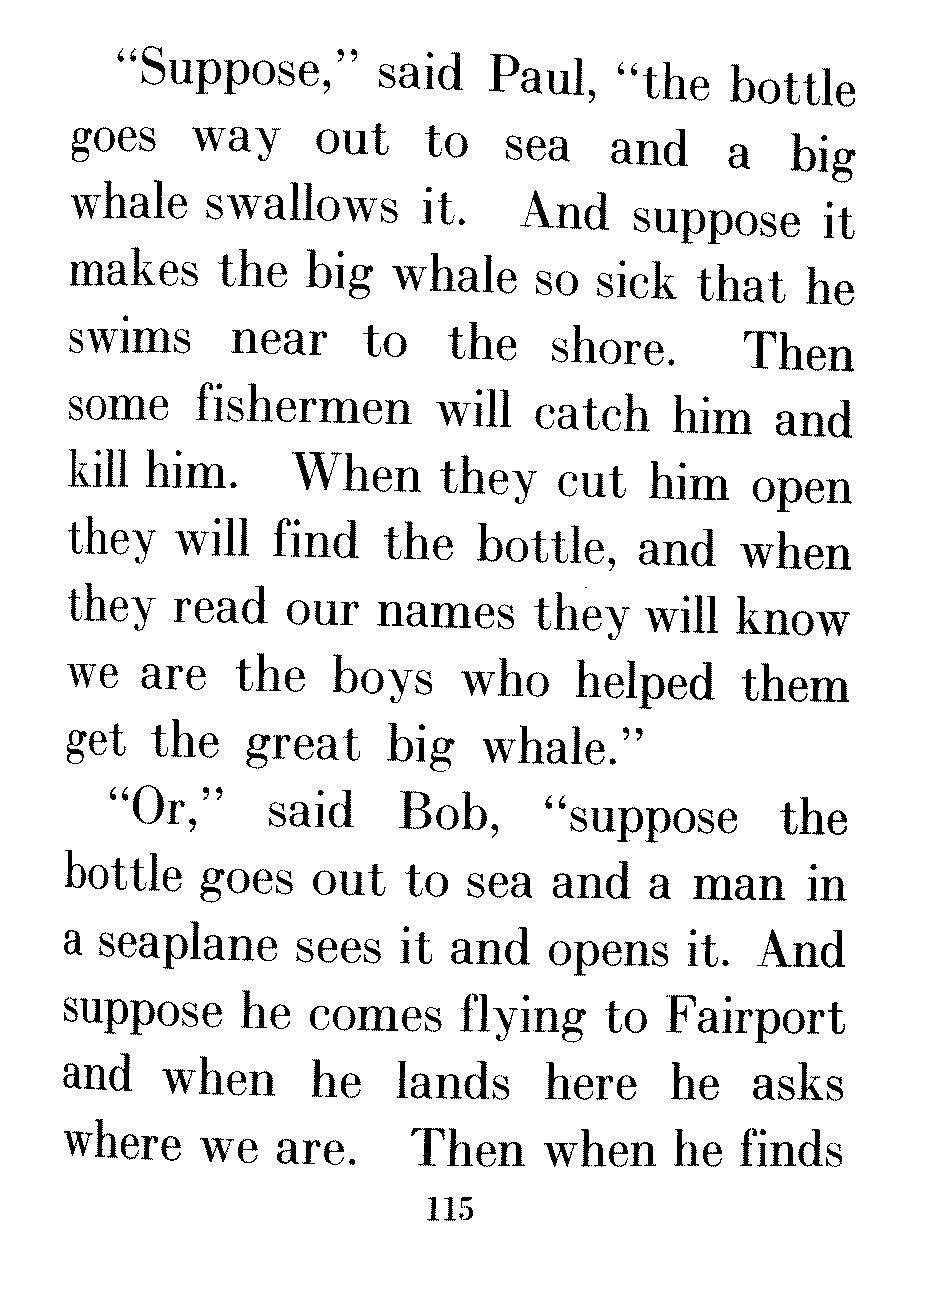 “Suppose,” said Paul, “the bottle
goes way out to sea and a big
whale swallows it. And suppose it
makes the big whale so sick that he
swims near to the shore. Then
some fishermen will catch him and
kill him. When they cut him open
they will find the bottle, and when
they read our names they will know
we are the boys who helped them
get the great big whale.”
“Or,” said Bob, “suppose the
bottle goes out to sea and a man in
a seaplane sees it and opens it. And
suppose he comes flying to Fairport
and when he lands here he asks
where we are. Then when he finds
115